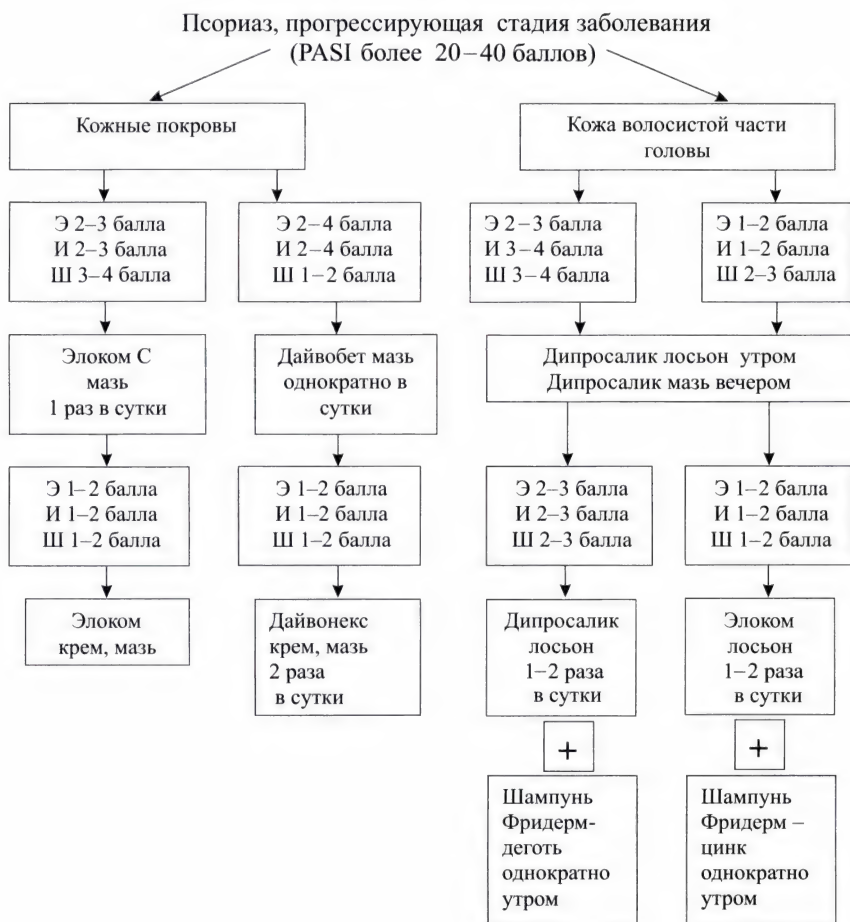 Псориаз, прогрессирующая стадия заболевания
(PASI более 20–40 баллов)
Кожные покровы
Кожа волосистой части
головы
Э 2–3 балла
И 2–3 балла
Ш 3–4 балла
Э 2–4 балла
И 2–4 балла
Ш 1–2 балла
Э 2–3 балла
И 3–4 балла
Ш 3–4 балла
Э 1–2 балла
И 1–2 балла
Ш 2–3 балла
Элоком С
мазь
1 раз в сутки
Дайвобет мазь
однократно в
сутки
Дипросалик лосьон утром
Дипросалик мазь вечером
Э 1–2 балла
И 1–2 балла
Ш 1–2 балла
Э 1–2 балла
И 1–2 балла
Ш 1–2 балла
Э 2–3 балла
И 2–3 балла
Ш 2–3 балла
Э 1–2 балла
И 1–2 балла
Ш 1–2 балла
Элоком
крем, мазь
Дайвонекс
крем, мазь
2 раза
в сутки
Дипросалик
лосьон
1–2 раза
в сутки
Элоком
лосьон
1–2 раза
в сутки
+
+
Шампунь
Фридерм-
деготь
однократно
утром
Шампунь
Фридерм –
цинк
однократно
утром